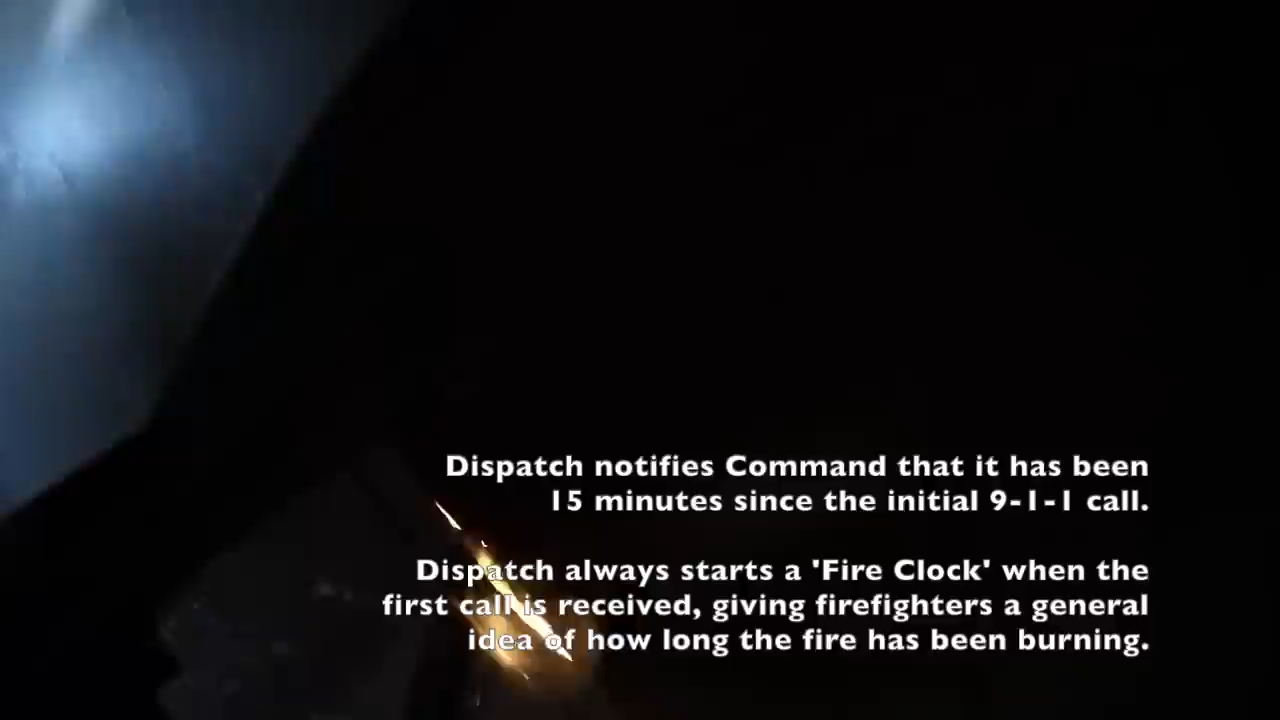 Dispatch notifies Command that it has been
15 minutes since the initial 9-1-1 call.
Dispatch always starts a 'Fire Clock' when the
first call is received, giving firefighters a general
idea of how long the fire has been burning.